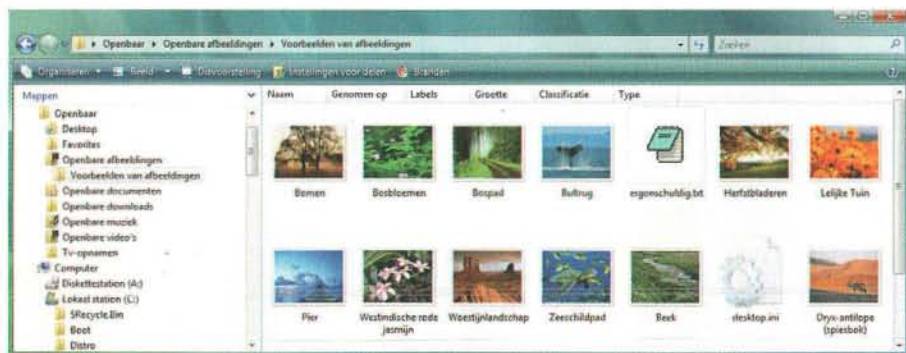 Openbaar ▸ Openbare afbeeldingen ▸ Voorbeelden van afbeeldingen
Zoeken
Organiseren Beeld Diavoorstelling Instellingen voor delen Branden
Mappen
Openbaar
Desktop
Favorites
Openbare afbeeldingen
Voorbeelden van afbeeldingen
Openbare documenten
Openbare downloads
Openbare muziek
Openbare video's
Tv-opnamen
Computer
Diskettestation (A:)
Lokaal station (C:)
$Recycle.Bin
Boot
Distro
Naam Genomen op Labels Grootte Classificatie Type
Bomen Bosbloemen Bospad Bultrug ergonschuldig.txt Herfstbladeren Lelijke Tuin
Pier Westindische rode jasmijn Woestijnlandschap Zeeschildpad Beek desktop.ini Oryx-antilope (spiesbok)